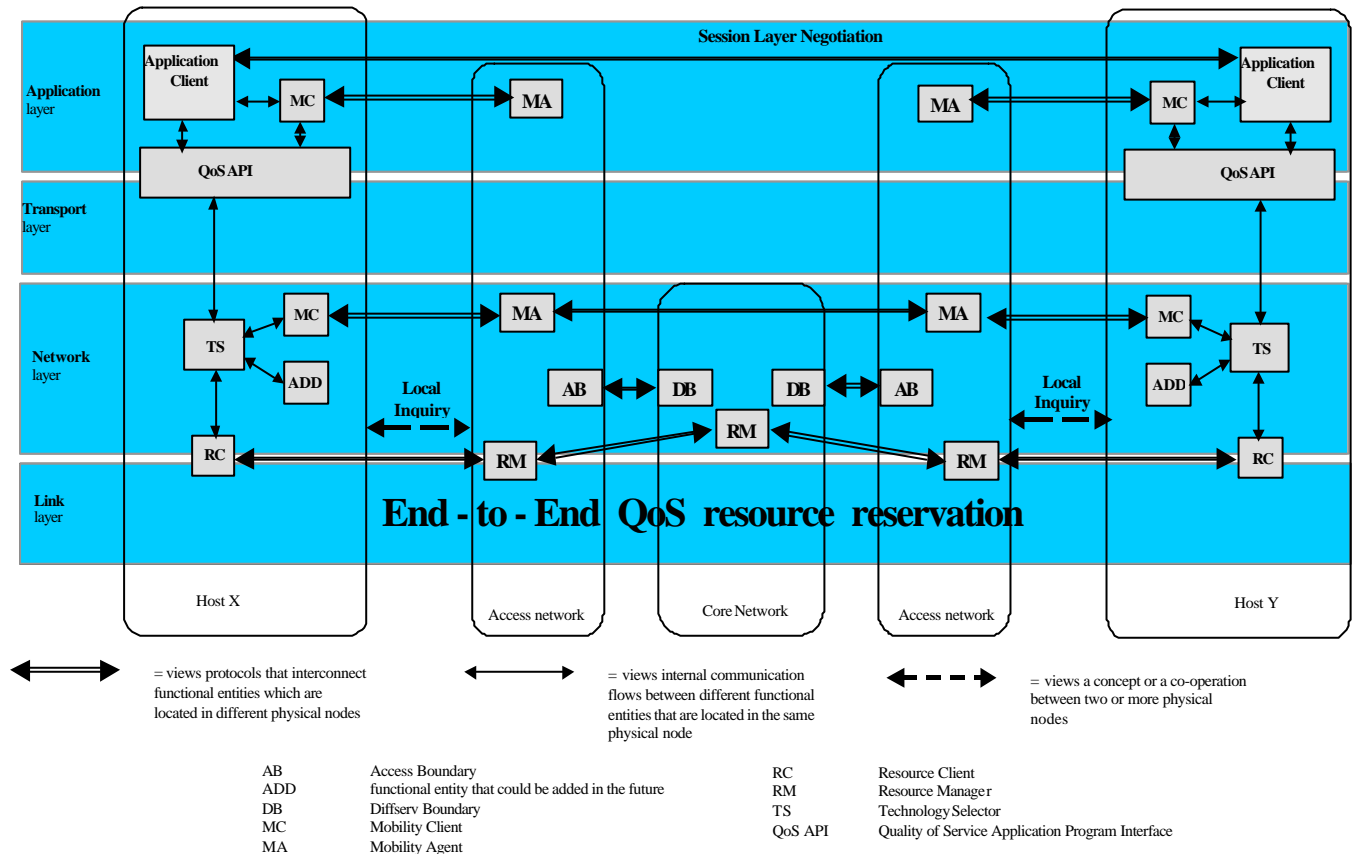 Session Layer Negotiation
Application
layer
Application
Client
MC
MA
MA
MC
Application
Client
QoS API
QoS API
Transport
layer
Network
layer
MC
TS
ADD
MA
MA
MC
TS
ADD
Local
Inquiry
AB
DB
DB
AB
Local
Inquiry
RM
RC
RM
RM
RC
Link
layer
End - to - End QoS resource reservation
Host X
Access network
Core Network
Access network
Host Y
= views protocols that interconnect
functional entities which are
located in different physical nodes
= views internal communication
flows between different functional
entities that are located in the same
physical node
= views a concept or a co-operation
between two or more physical
nodes
AB Access Boundary
ADD functional entity that could be added in the future
DB Diffserv Boundary
MC Mobility Client
MA Mobility Agent
RC Resource Client
RM Resource Manager
TS Technology Selector
QoS API Quality of Service Application Program Interface